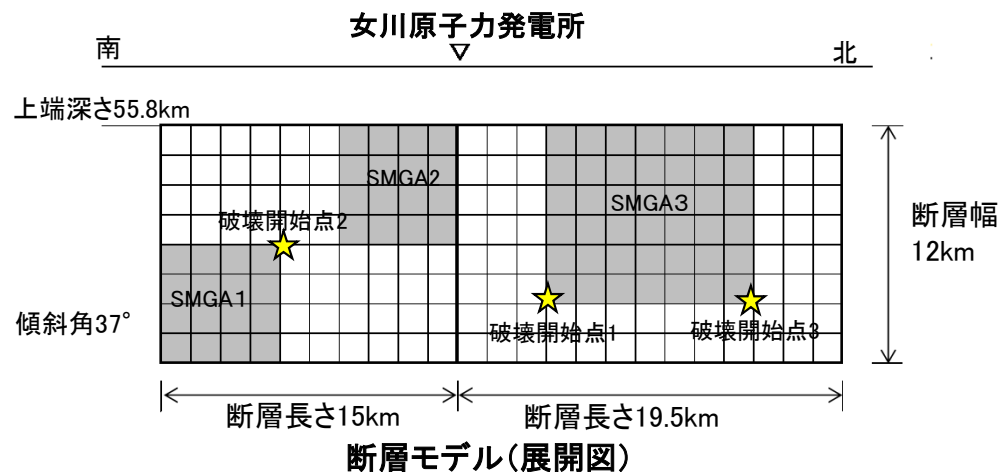 女川原子力発電所
南
北
上端深さ55.8km
SMGA2
SMGA3
破壊開始点2
断層幅
12km
SMGA1
傾斜角37°
破壊開始点1
破壊開始点3
断層長さ15km
断層長さ19.5km
断層モデル(展開図)